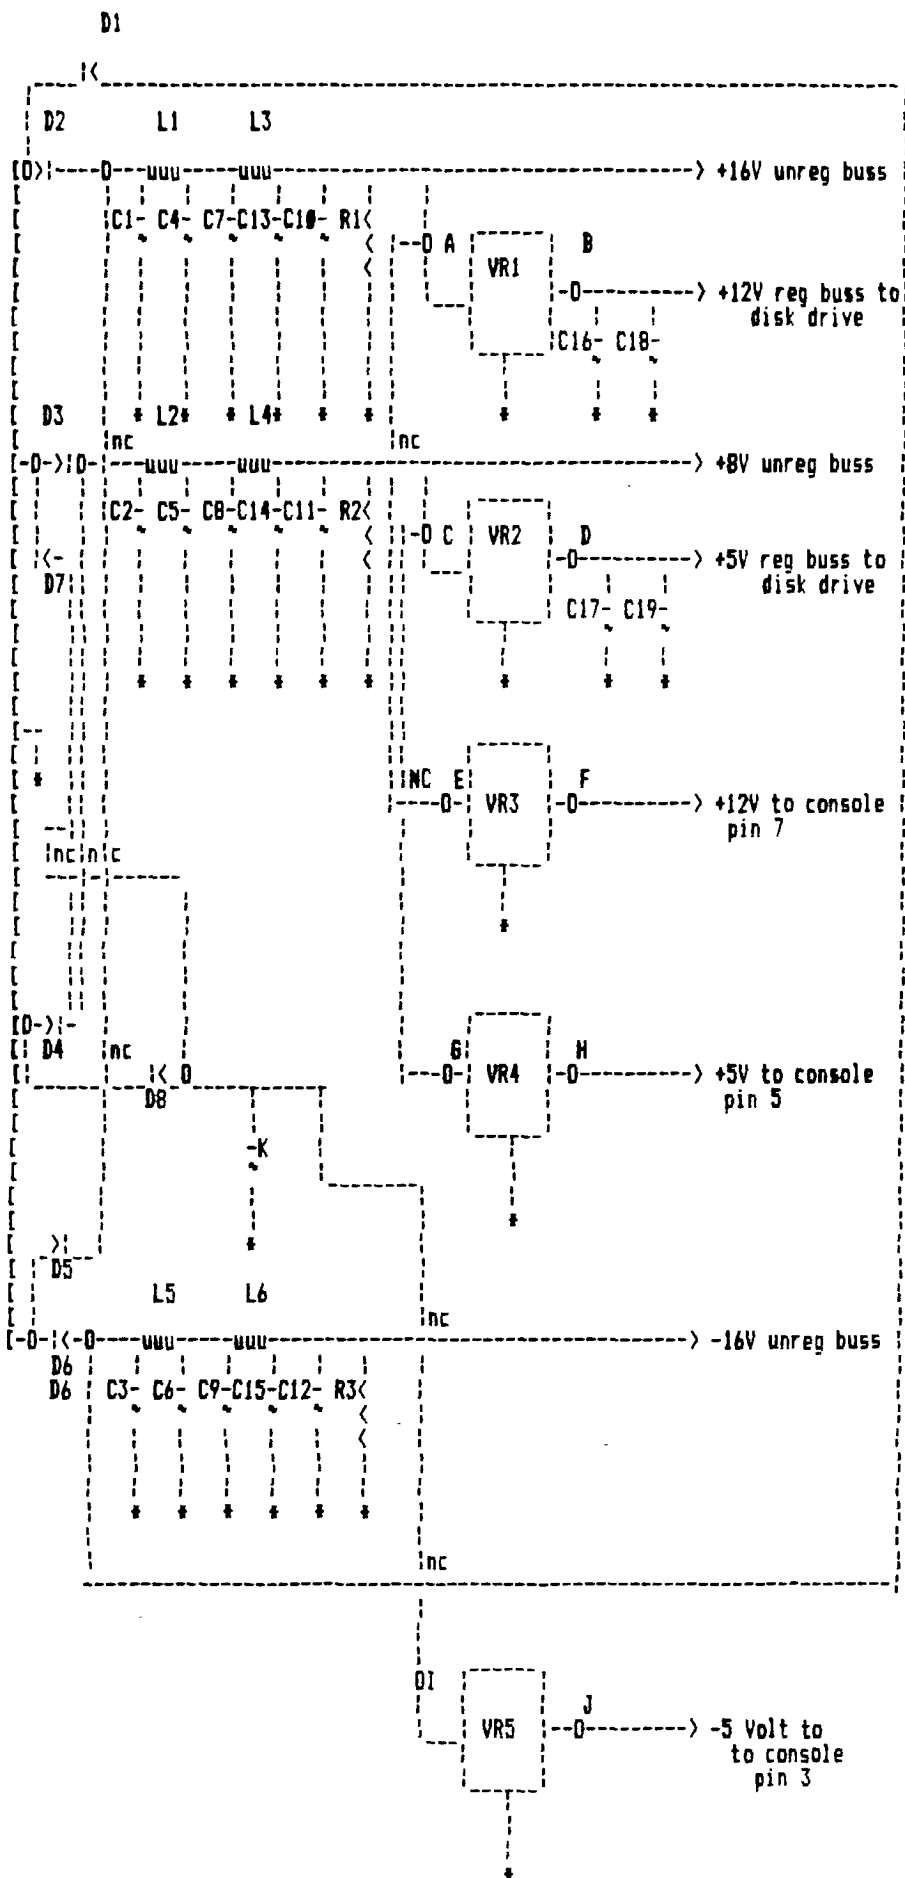 D1
D2 L1 L3
+16V unreg buss
C1 C4 C7 C13 C10 R1
A VR1 B
+12V reg buss to
disk drive
C16 C18
D3 L2 L4
nc nc
+8V unreg buss
C2 C5 C8 C14 C11 R2
C VR2 D
+5V reg buss to
disk drive
D7
C17 C19
NC E VR3 F
+12V to console
pin 7
nc n c
D4 nc
G VR4 H
+5V to console
pin 5
D8
K
D5
L5 L6
nc
-16V unreg buss
D6
D6 C3 C6 C9 C15 C12 R3
nc
I
VR5 J
-5 Volt to
to console
pin 3